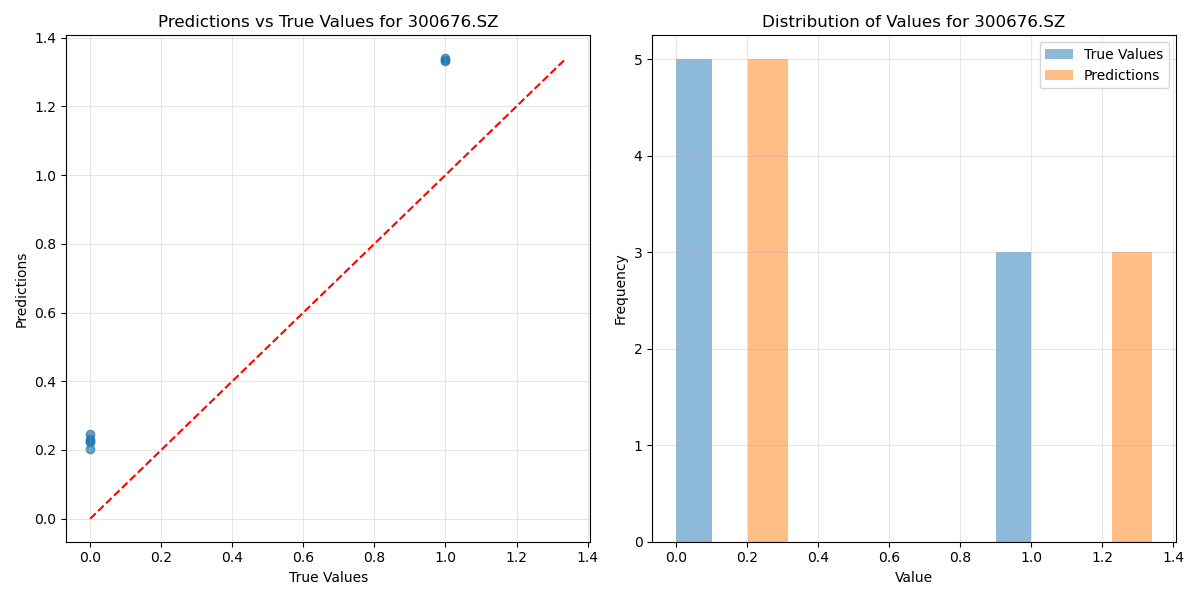 Predictions vs True Values for 300676.SZ
1.4
1.2
1.0
0.8
0.6
0.4
0.2
0.0
Predictions
0.0 0.2 0.4 0.6 0.8 1.0 1.2 1.4
True Values
Distribution of Values for 300676.SZ
True Values
Predictions
5
4
3
2
1
0
Frequency
0.0 0.2 0.4 0.6 0.8 1.0 1.2 1.4
Value